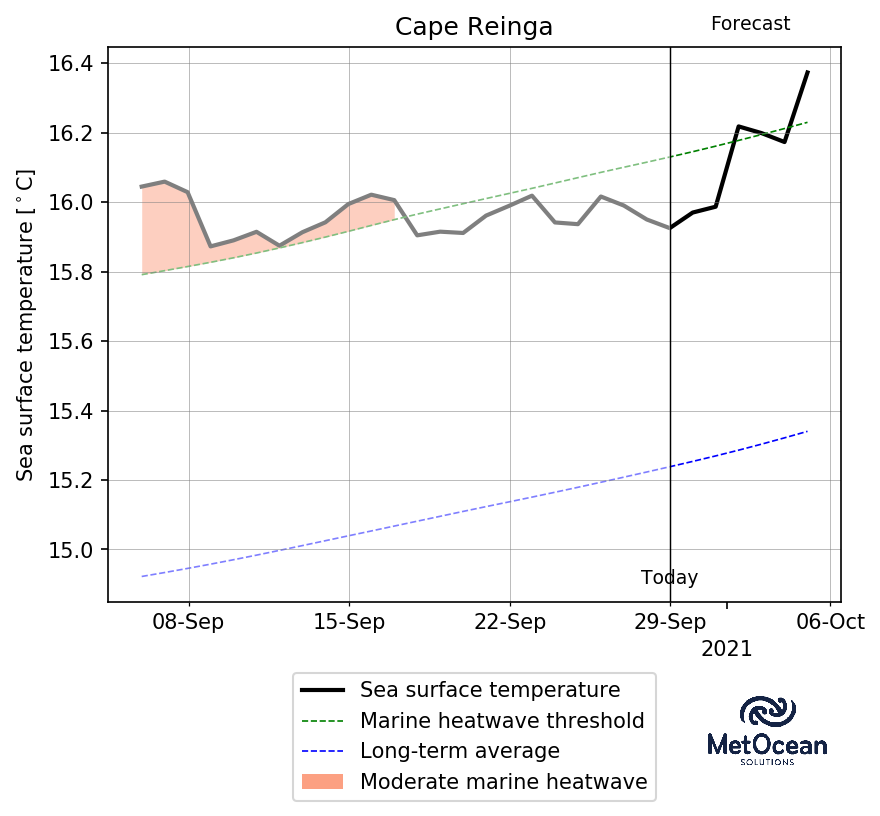 Cape Reinga
Forecast
Sea surface temperature [°C]
16.4
16.2
16.0
15.8
15.6
15.4
15.2
15.0
Today
08-Sep
15-Sep
22-Sep
29-Sep
06-Oct
2021
Sea surface temperature
Marine heatwave threshold
Long-term average
Moderate marine heatwave
MetOcean
SOLUTIONS